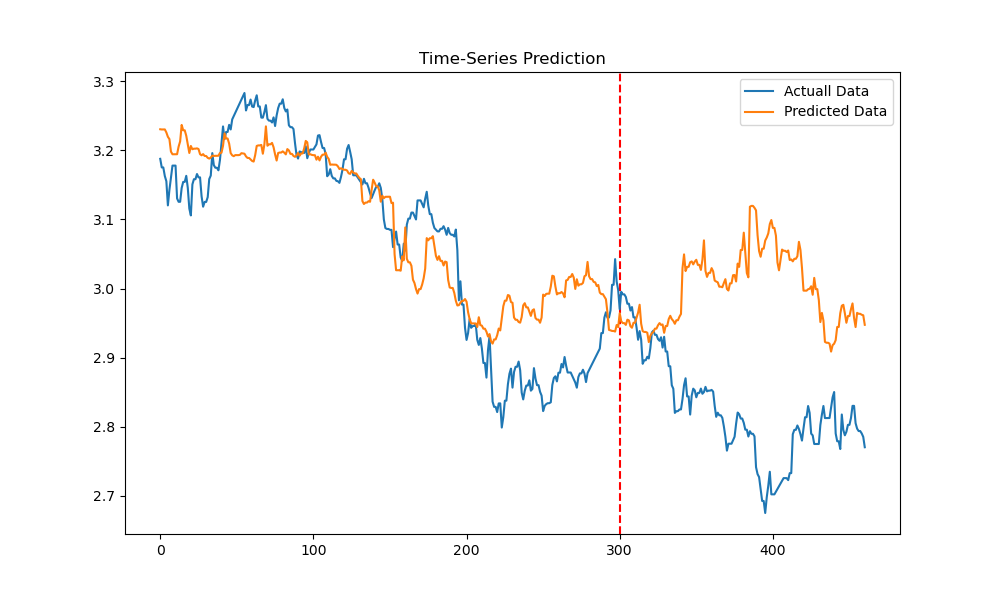 Time-Series Prediction
Actuall Data
Predicted Data
3.3
3.2
3.1
3.0
2.9
2.8
2.7
0 100 200 300 400